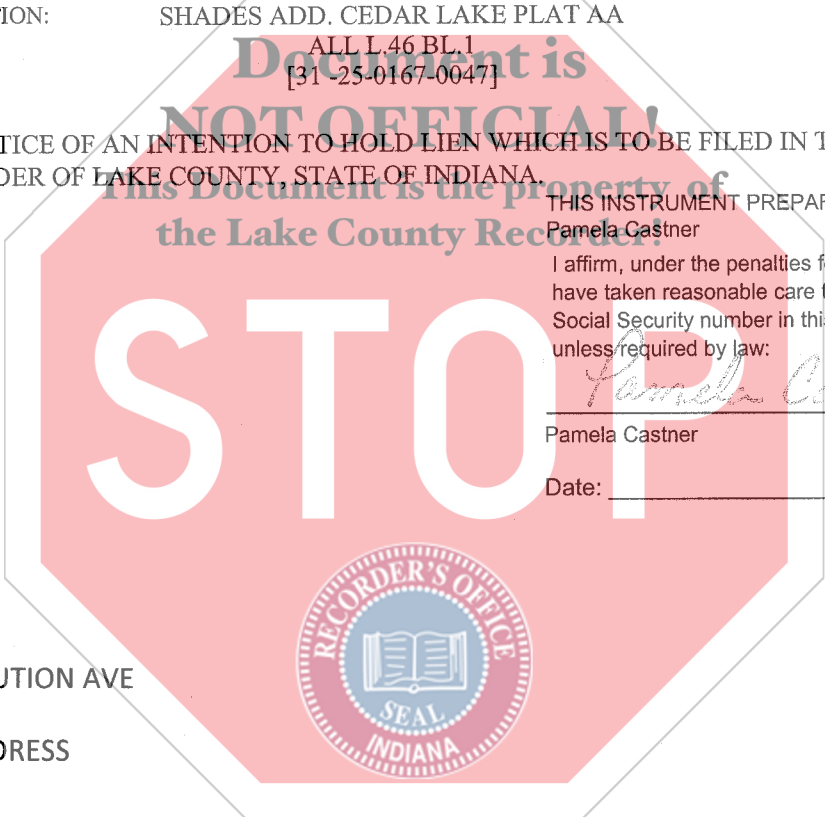 TION: SHADES ADD. CEDAR LAKE PLAT AA
ALL L.46 BL.1
[31 -25-0167-0047]
Document is
NOT OFFICIAL!
This Document is the property of
the Lake County Recorder!
TICE OF AN INTENTION TO HOLD LIEN WHICH IS TO BE FILED IN T
DER OF LAKE COUNTY, STATE OF INDIANA.
THIS INSTRUMENT PREPAR
Pamela Castner
I affirm, under the penalties f
have taken reasonable care t
Social Security number in this
unless required by law:
Pamela Ca
Pamela Castner
Date:
STOP
RECORDER'S OFFICE
SEAL
INDIANA
UTION AVE
DRESS